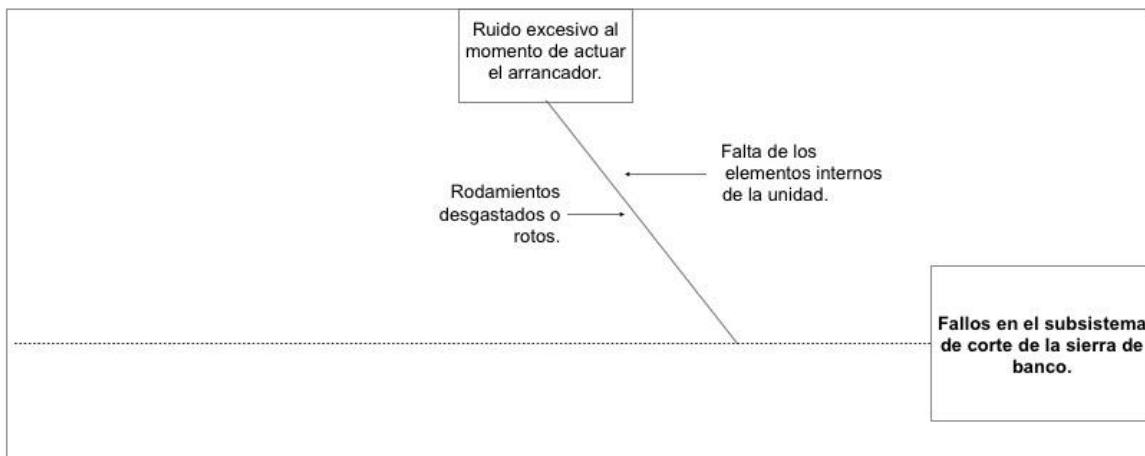 Ruido excesivo al
momento de actuar
el arrancador.
Falta de los
elementos internos
de la unidad.
Rodamientos
desgastados o
rotos.
Fallos en el subsistema
de corte de la sierra de
banco.